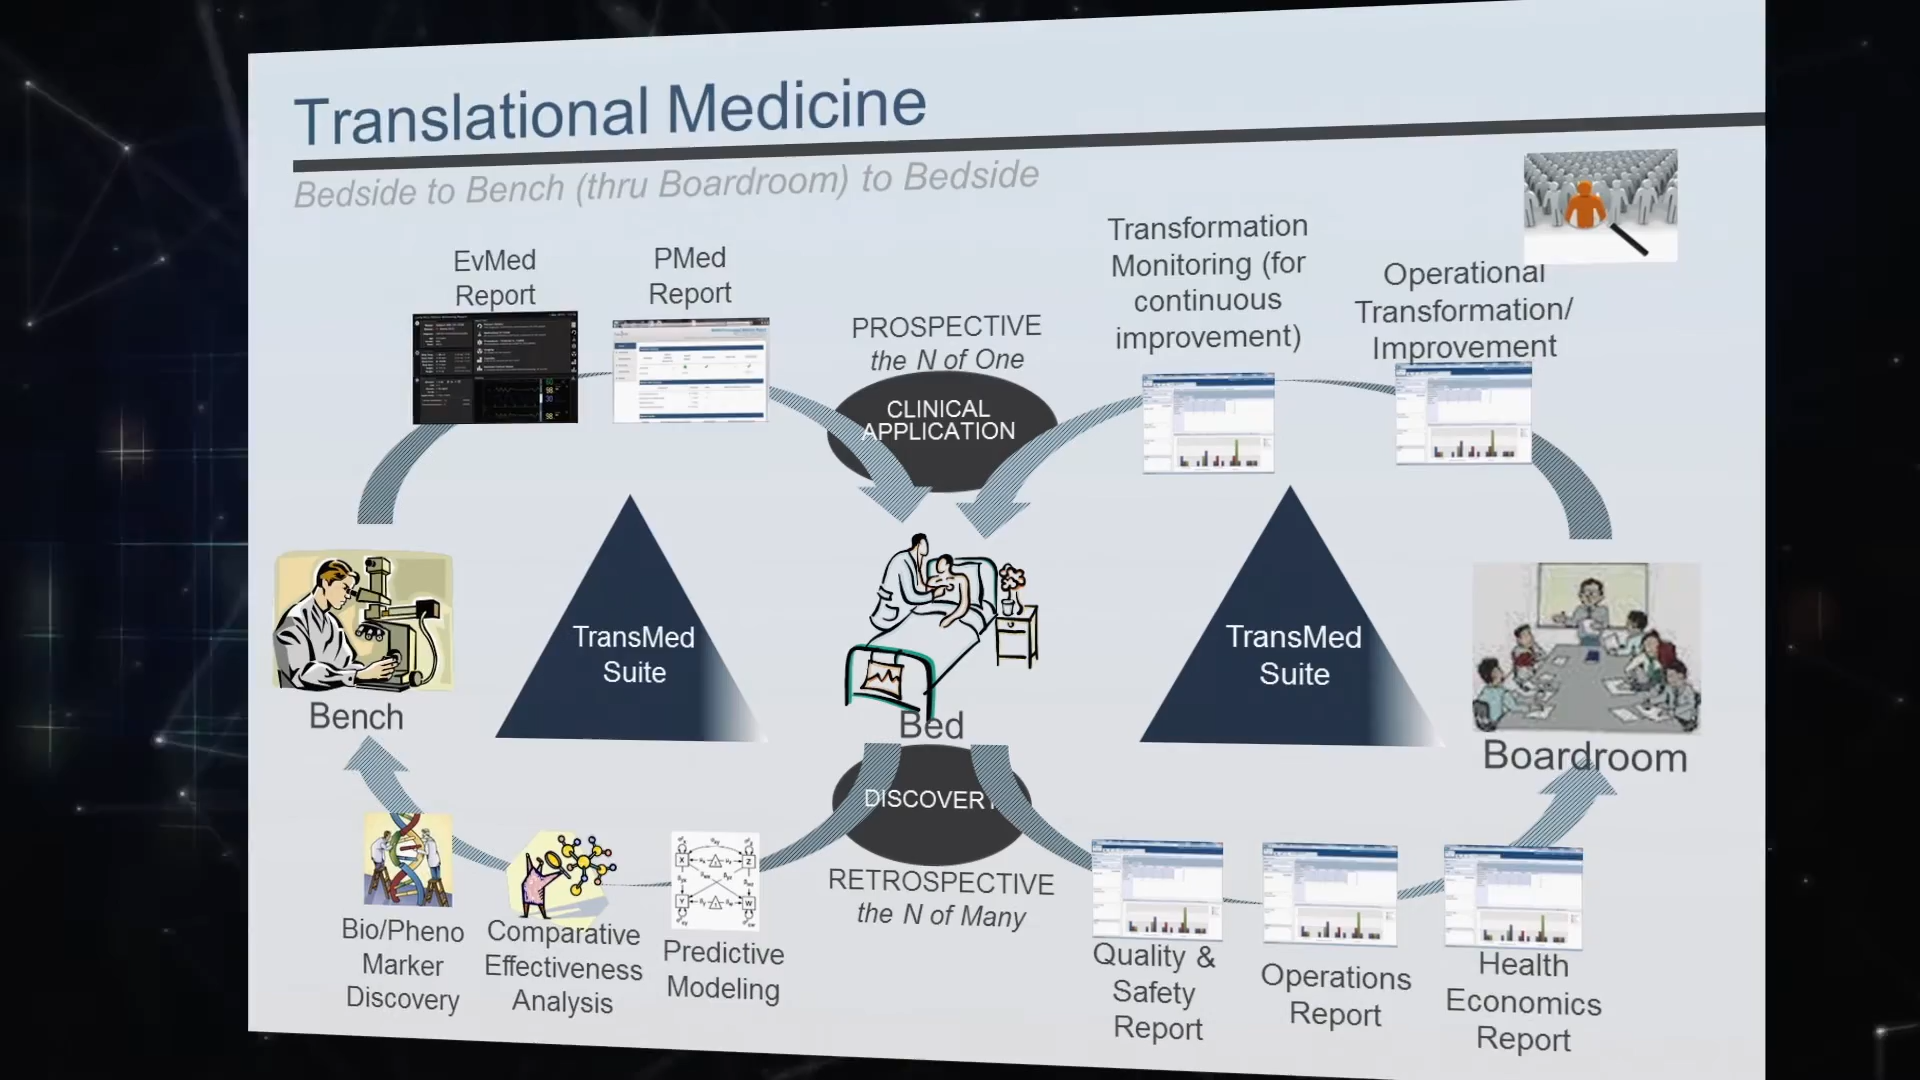 Translational Medicine
Bedside to Bench (thru Boardroom) to Bedside
EvMed
Report
PMed
Report
PROSPECTIVE
the N of One
CLINICAL
APPLICATION
Transformation
Monitoring (for
continuous
improvement)
Operational
Transformation/
Improvement
TransMed
Suite
TransMed
Suite
Bench
Bed
Boardroom
DISCOVERY
RETROSPECTIVE
the N of Many
Bio/Pheno
Marker
Discovery
Comparative
Effectiveness
Analysis
Predictive
Modeling
Quality &
Safety
Report
Operations
Report
Health
Economics
Report